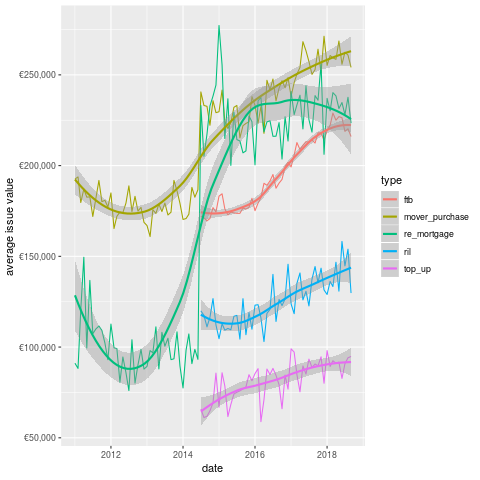 €250,000
€200,000
€150,000
€100,000
€50,000
average issue value
2012 2014 2016 2018
date
type
ftb
mover_purchase
re_mortgage
ril
top_up